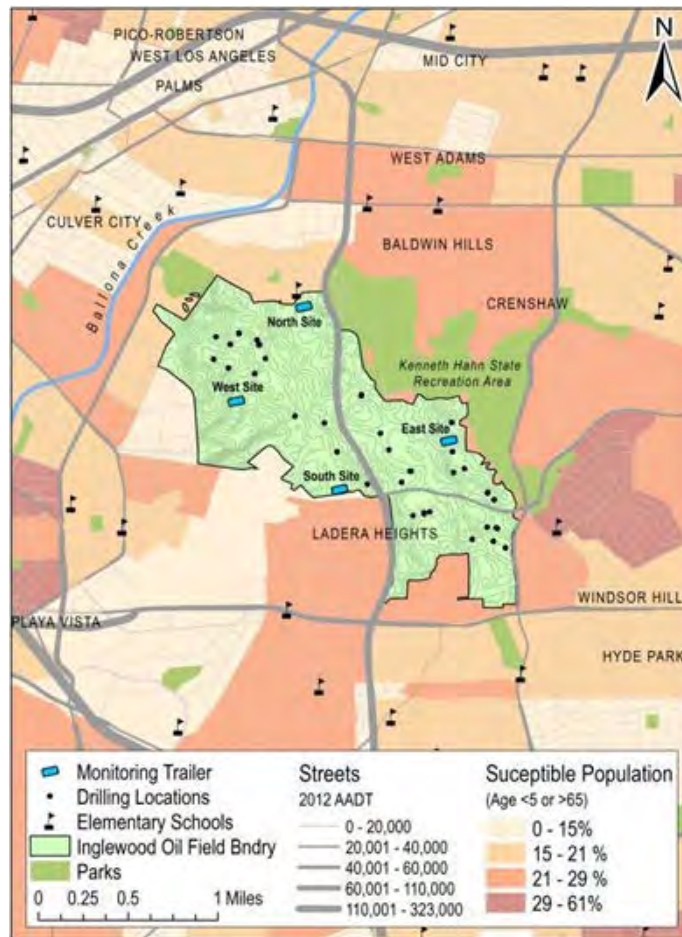 N
PICO-ROBERTSON
WEST LOS ANGELES
MID CITY
PALMS
WEST ADAMS
CULVER CITY
Ballona Creek
BALDWIN HILLS
CRENSHAW
North Site
Kenneth Hahn State
Recreation Area
West Site
East Site
South Site
LADERA HEIGHTS
WINDSOR HILL
PLAYA VISTA
HYDE PARK
Monitoring Trailer
Drilling Locations
Elementary Schools
Inglewood Oil Field Bndry
Parks
0 0.25 0.5 1 Miles
Streets
2012 AADT
0 - 20,000
20,001 - 40,000
40,001 - 60,000
60,001 - 110,000
110,001 - 323,000
Suceptible Population
(Age <5 or >65)
0 - 15%
15 - 21 %
21 - 29 %
29 - 61%